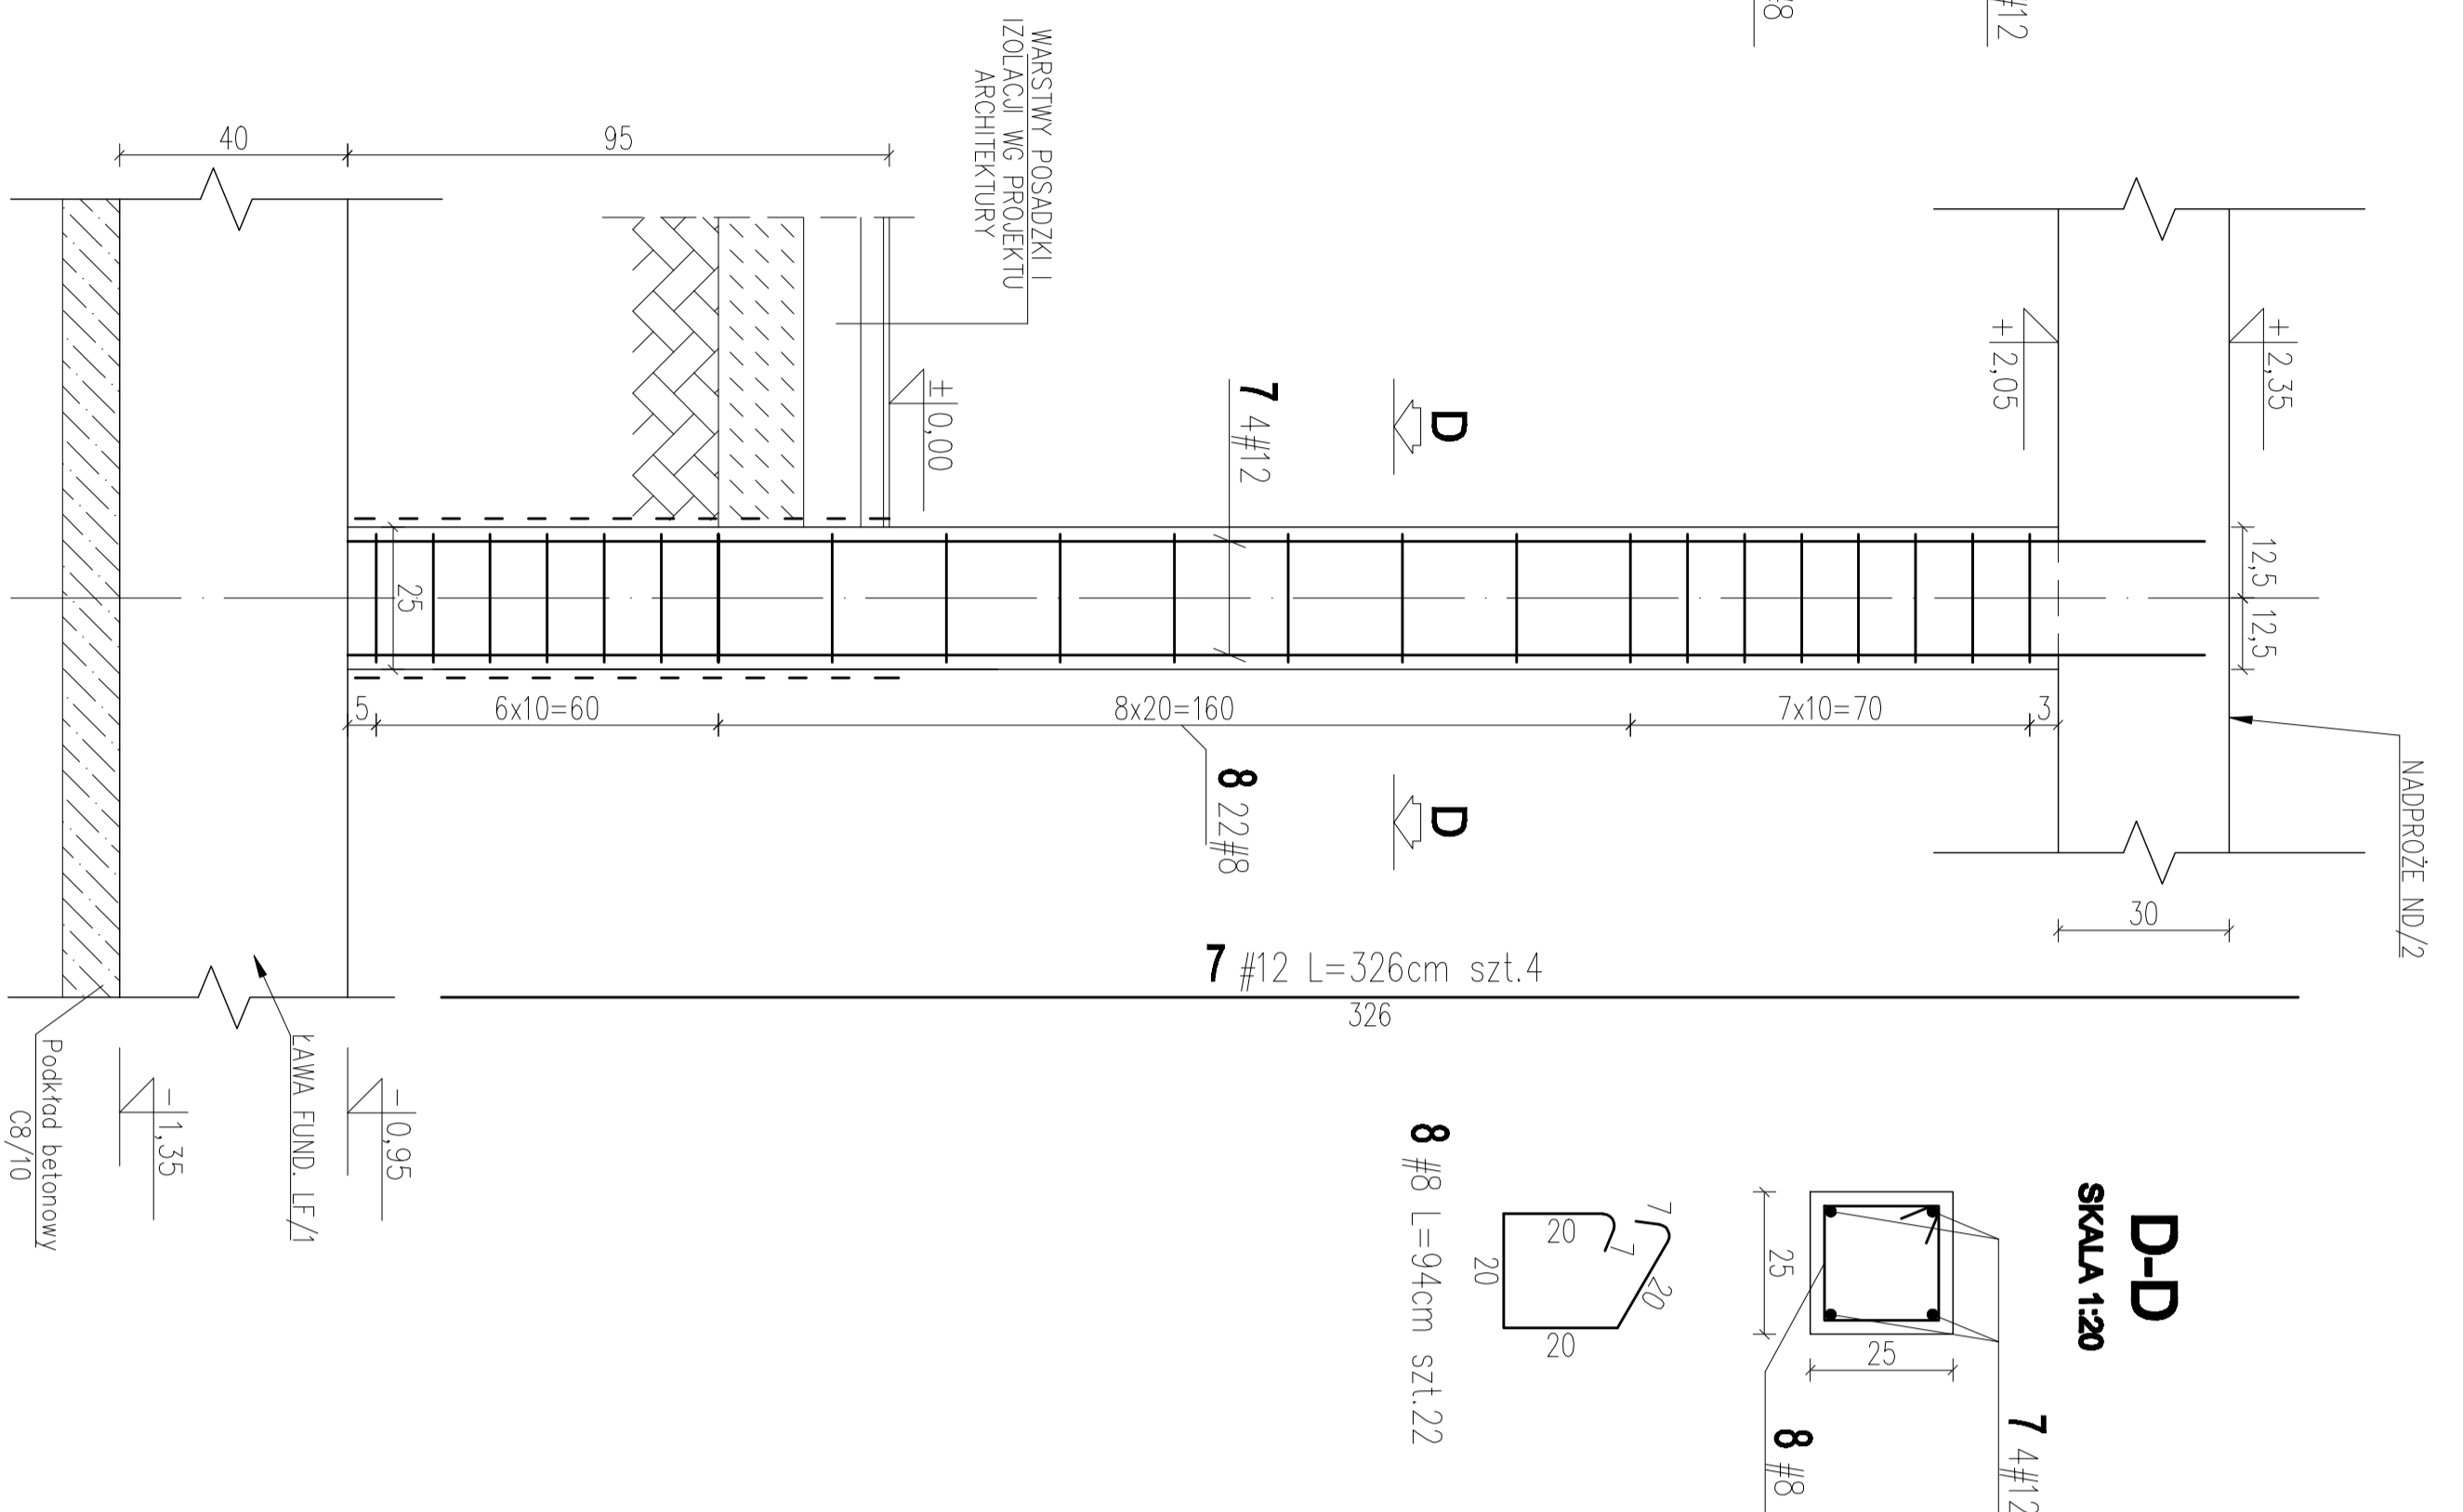 #12
#8
WARSTWY POSADZKI I
IZOLACJI WG PROJEKTU
ARCHITEKTURY
40
95
± 0,00
+ 2,05
+ 2,35
7 4#12
D
D
12,5 12,5
25
5
6x10=60
8x20=160
7x10=70
3
8 22#8
NADPROŻE ND/2
30
7 #12 L=326cm szt.4
326
ŁAWA FUND. LF/1
Podkład betonowy
C8/10
- 1,35
- 0,95
D-D
SKALA 1:20
25
25
7 4#12
8 #8
8 #8 L=94cm szt.22
20
20
20
20
7
7